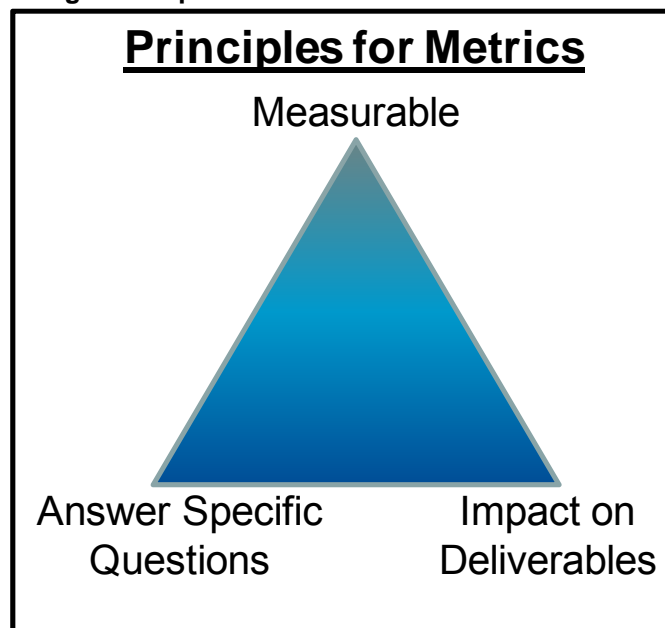 Principles for Metrics
Measurable
Answer Specific
Questions
Impact on
Deliverables